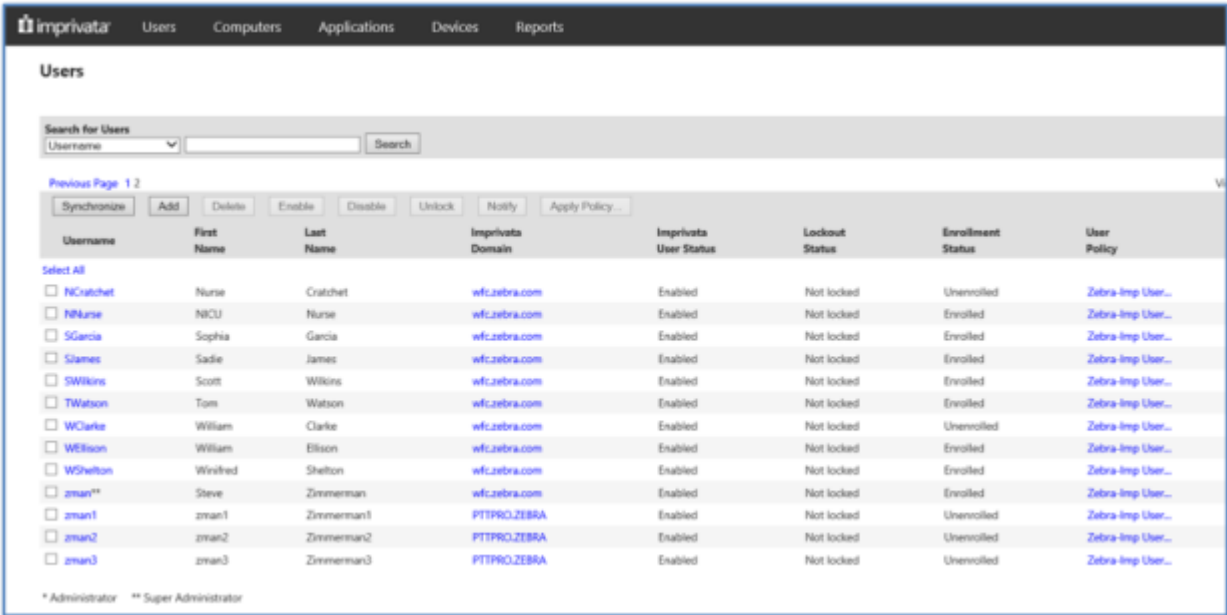 imprivata Users Computers Applications Devices Reports
Users
Search for Users
Username Search
Previous Page 1 2
Synchronize Add Delete Enable Disable Unlock Notify Apply Policy...
Username First Name Last Name Imprivata Domain Imprivata User Status Lockout Status Enrollment Status User Policy
Select All
NCratchet Nurse Cratchet wfc.zebra.com Enabled Not locked Unenrolled Zebra-Imp User...
NNurse NICU Nurse wfc.zebra.com Enabled Not locked Enrolled Zebra-Imp User...
SGarcia Sophia Garcia wfc.zebra.com Enabled Not locked Enrolled Zebra-Imp User...
SJames Sadie James wfc.zebra.com Enabled Not locked Enrolled Zebra-Imp User...
SWilkins Scott Wilkins wfc.zebra.com Enabled Not locked Enrolled Zebra-Imp User...
TWatson Tom Watson wfc.zebra.com Enabled Not locked Enrolled Zebra-Imp User...
WClarke William Clarke wfc.zebra.com Enabled Not locked Unenrolled Zebra-Imp User...
WEllison William Ellison wfc.zebra.com Enabled Not locked Enrolled Zebra-Imp User...
WShelton Winifred Shelton wfc.zebra.com Enabled Not locked Enrolled Zebra-Imp User...
zman** Steve Zimmerman wfc.zebra.com Enabled Not locked Enrolled Zebra-Imp User...
zman1 zman1 Zimmerman1 PTTPRO.ZEBRA Enabled Not locked Unenrolled Zebra-Imp User...
zman2 zman2 Zimmerman2 PTTPRO.ZEBRA Enabled Not locked Unenrolled Zebra-Imp User...
zman3 zman3 Zimmerman3 PTTPRO.ZEBRA Enabled Not locked Unenrolled Zebra-Imp User...
* Administrator ** Super Administrator